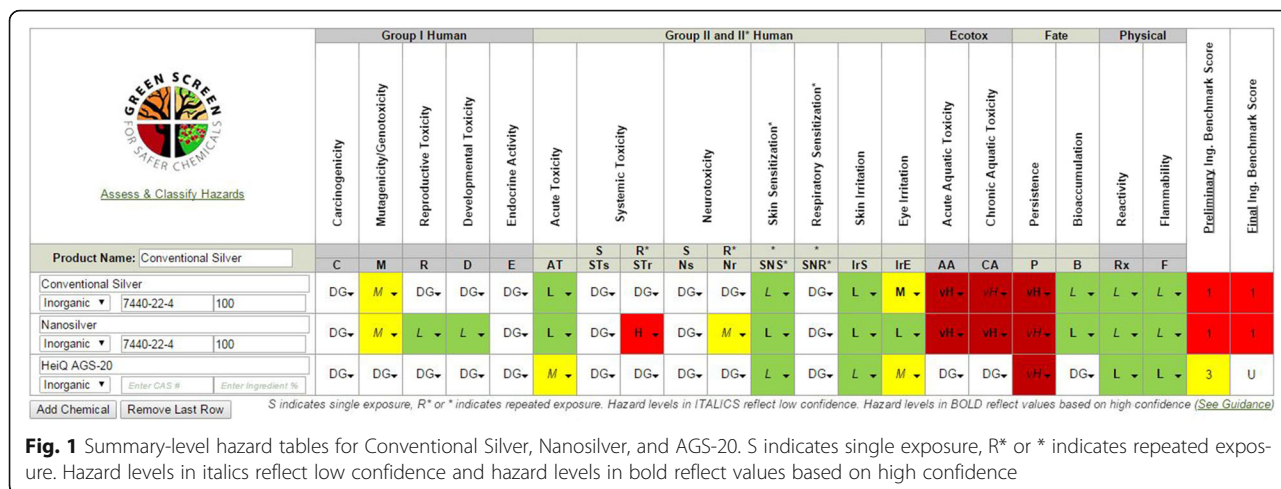 Group I Human Group II and II* Human Ecotox Fate Physical
GREEN SCREEN
FOR SAFER CHEMICALS
Assess & Classify Hazards
Carcinogenicity
Mutagenicity/Genotoxicity
Reproductive Toxicity
Developmental Toxicity
Endocrine Activity
Acute Toxicity
Systemic Toxicity
Neurotoxicity
Skin Sensitization*
Respiratory Sensitization*
Skin Irritation
Eye Irritation
Acute Aquatic Toxicity
Chronic Aquatic Toxicity
Persistence
Bioaccumulation
Reactivity
Flammability
Preliminary Ing. Benchmark Score
Final Ing. Benchmark Score
S R* S R* * *
Product Name: Conventional Silver
C M R D E AT STs STr Ns Nr SNS* SNR* IrS IrE AA CA P B Rx F
Conventional Silver
Inorganic 7440-22-4 100
DG M DG DG DG L DG DG DG DG L DG L M vH vH vH L L L 1 1
Nanosilver
Inorganic 7440-22-4 100
DG M L L DG L DG H DG M L DG L L vH vH vH L L L 1 1
HeiQ AGS-20
Inorganic Enter CAS # Enter Ingredient %
DG DG DG DG DG M DG DG DG DG L DG L M DG DG vH DG L L 3 U
Add Chemical Remove Last Row S indicates single exposure, R* or * indicates repeated exposure. Hazard levels in ITALICS reflect low confidence. Hazard levels in BOLD reflect values based on high confidence (See Guidance)
Fig. 1 Summary-level hazard tables for Conventional Silver, Nanosilver, and AGS-20. S indicates single exposure, R* or * indicates repeated expos-
ure. Hazard levels in italics reflect low confidence and hazard levels in bold reflect values based on high confidence